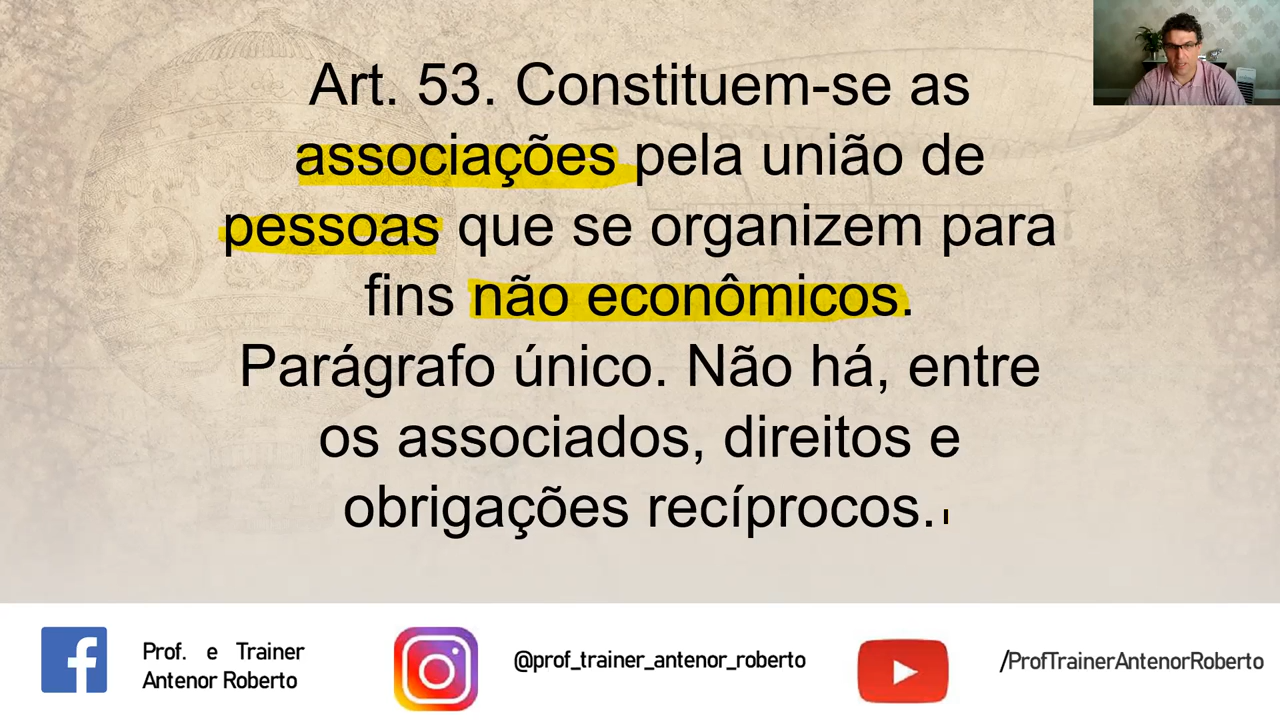 Art. 53. Constituem-se as
associações pela união de
pessoas que se organizem para
fins não econômicos.
Parágrafo único. Não há, entre
os associados, direitos e
obrigações recíprocos.
Prof. e Trainer
Antenor Roberto
@prof_trainer_antenor_roberto
/ProfTrainerAntenorRoberto